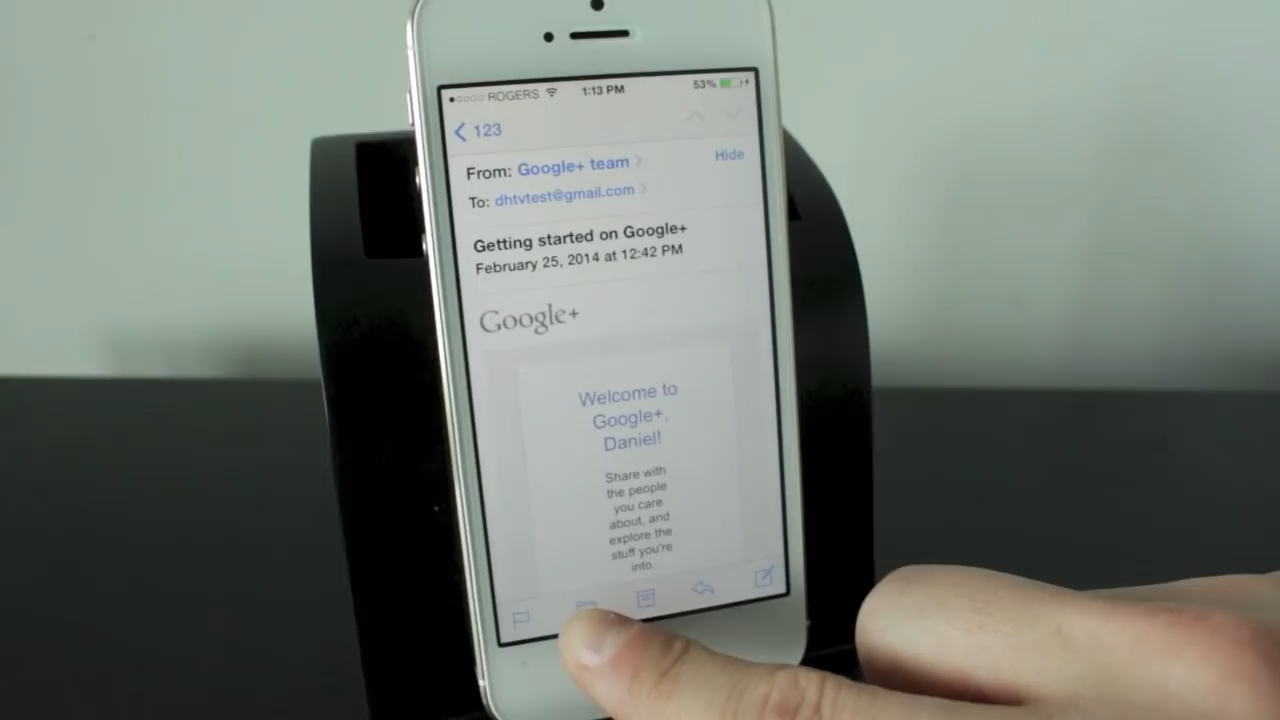 ROGERS 1:13 PM 53%
123
From: Google+ team Hide
To: dhtvtest@gmail.com
Getting started on Google+
February 25, 2014 at 12:42 PM
Google+
Welcome to
Google+,
Daniel!
Share with
the people
you care
about, and
explore the
stuff you're
into.